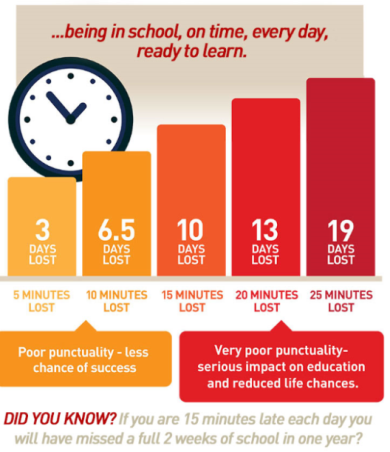 ...being in school, on time, every day,
ready to learn.
3
DAYS
LOST
6.5
DAYS
LOST
10
DAYS
LOST
13
DAYS
LOST
19
DAYS
LOST
5 MINUTES
LOST
10 MINUTES
LOST
15 MINUTES
LOST
20 MINUTES
LOST
25 MINUTES
LOST
Poor punctuality - less
chance of success
Very poor punctuality-
serious impact on education
and reduced life chances.
DID YOU KNOW? If you are 15 minutes late each day you
will have missed a full 2 weeks of school in one year?